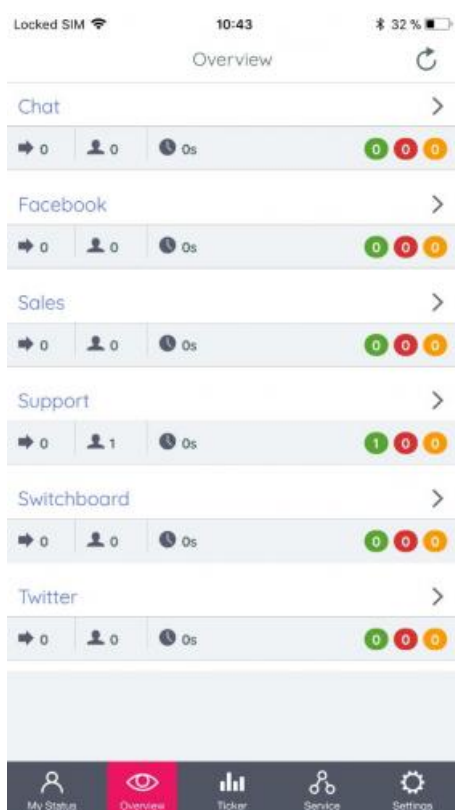 Locked SIM 10:43 32 %
Overview
Chat
0 0 0s 0 0 0
Facebook
0 0 0s 0 0 0
Sales
0 0 0s 0 0 0
Support
0 1 0s 1 0 0
Switchboard
0 0 0s 0 0 0
Twitter
0 0 0s 0 0 0
My Status Overview Ticker Service Settings